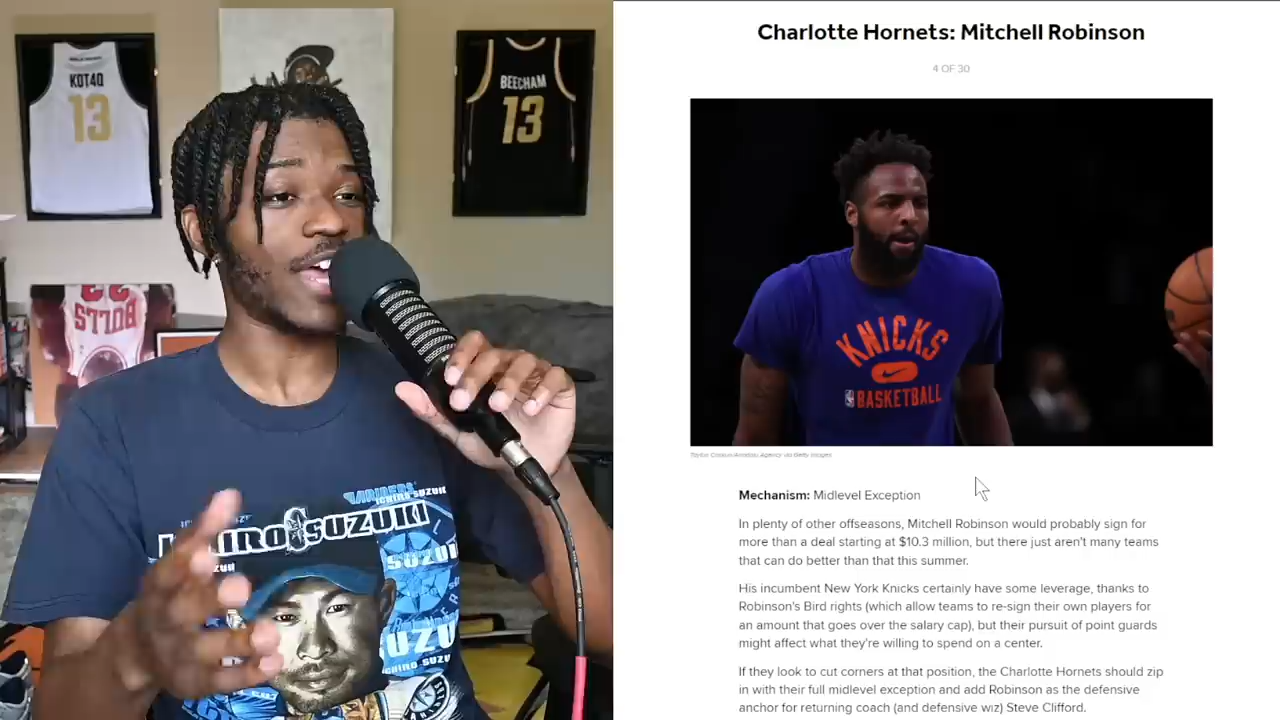 KOT4Q
13
BEECHAM
13
BULLS
23
MARINERS
ICHIRO SUZUKI
ICHIRO SUZUKI
SUZUKI
Charlotte Hornets: Mitchell Robinson
4 OF 30
KNICKS
BASKETBALL
Mechanism: Midlevel Exception
In plenty of other offseasons, Mitchell Robinson would probably sign for
more than a deal starting at $10.3 million, but there just aren't many teams
that can do better than that this summer.
His incumbent New York Knicks certainly have some leverage, thanks to
Robinson's Bird rights (which allow teams to re-sign their own players for
an amount that goes over the salary cap), but their pursuit of point guards
might affect what they're willing to spend on a center.
If they look to cut corners at that position, the Charlotte Hornets should zip
in with their full midlevel exception and add Robinson as the defensive
anchor for returning coach (and defensive wiz) Steve Clifford.